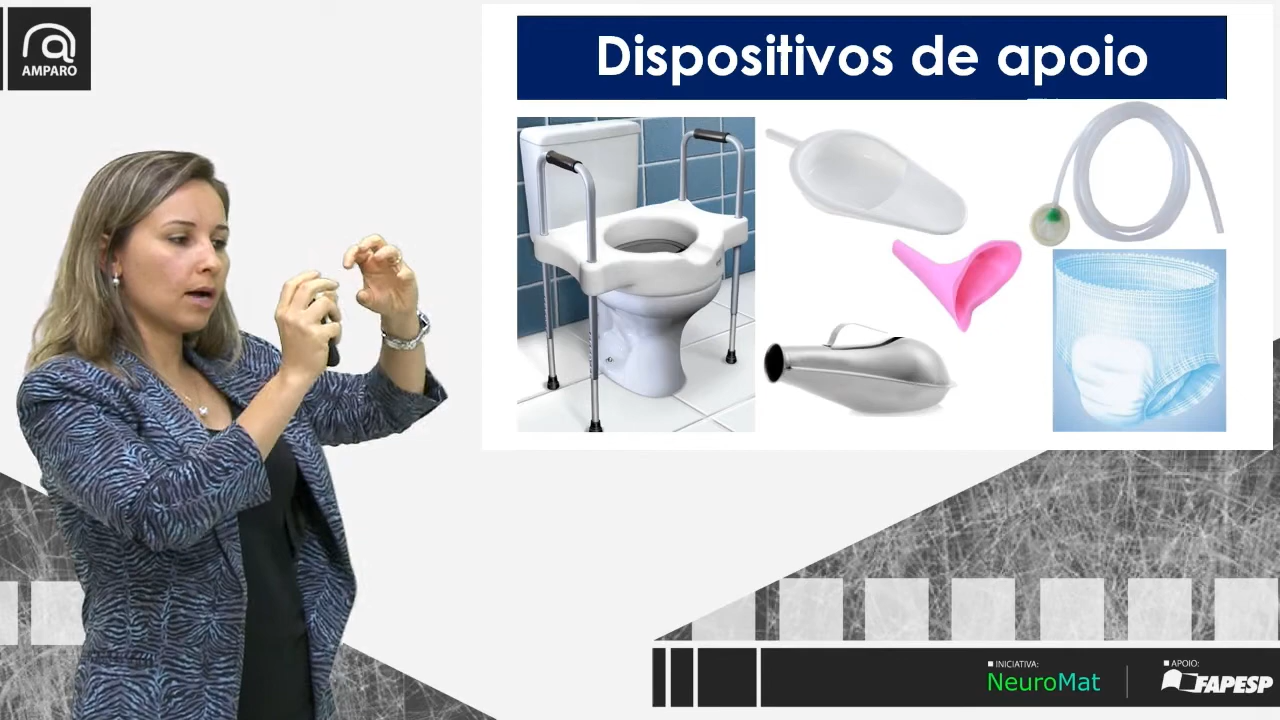 AMPARO
Dispositivos de apoio
INICIATIVA:
NeuroMat
APOIO:
FAPESP